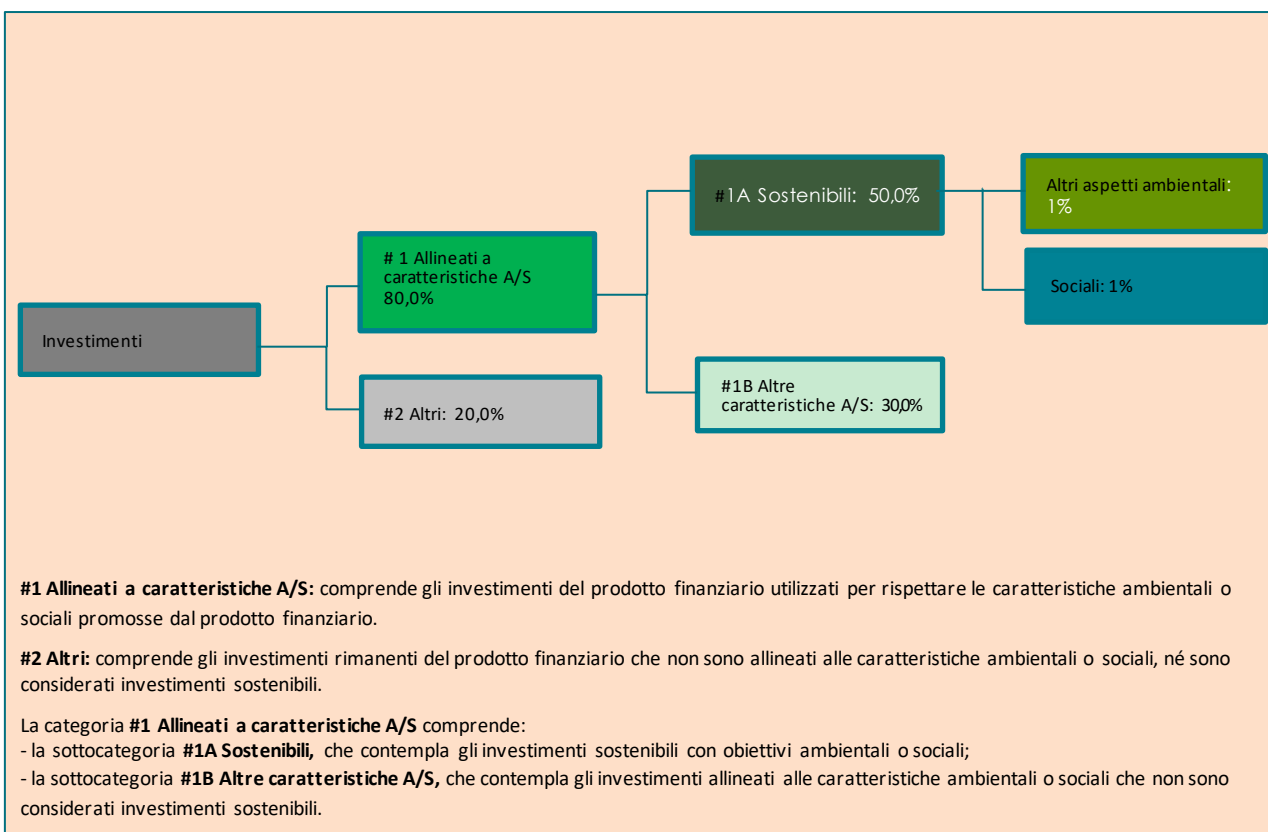 #1A Sostenibili: 50,0%
Altri aspetti ambientali:
1%
# 1 Allineati a
caratteristiche A/S
80,0%
Sociali: 1%
Investimenti
#2 Altri: 20,0%
#1B Altre
caratteristiche A/S: 30,0%
#1 Allineati a caratteristiche A/S: comprende gli investimenti del prodotto finanziario utilizzati per rispettare le caratteristiche ambientali o
sociali promosse dal prodotto finanziario.
#2 Altri: comprende gli investimenti rimanenti del prodotto finanziario che non sono allineati alle caratteristiche ambientali o sociali, né sono
considerati investimenti sostenibili.
La categoria #1 Allineati a caratteristiche A/S comprende:
- la sottocategoria #1A Sostenibili, che contempla gli investimenti sostenibili con obiettivi ambientali o sociali;
- la sottocategoria #1B Altre caratteristiche A/S, che contempla gli investimenti allineati alle caratteristiche ambientali o sociali che non sono
considerati investimenti sostenibili.